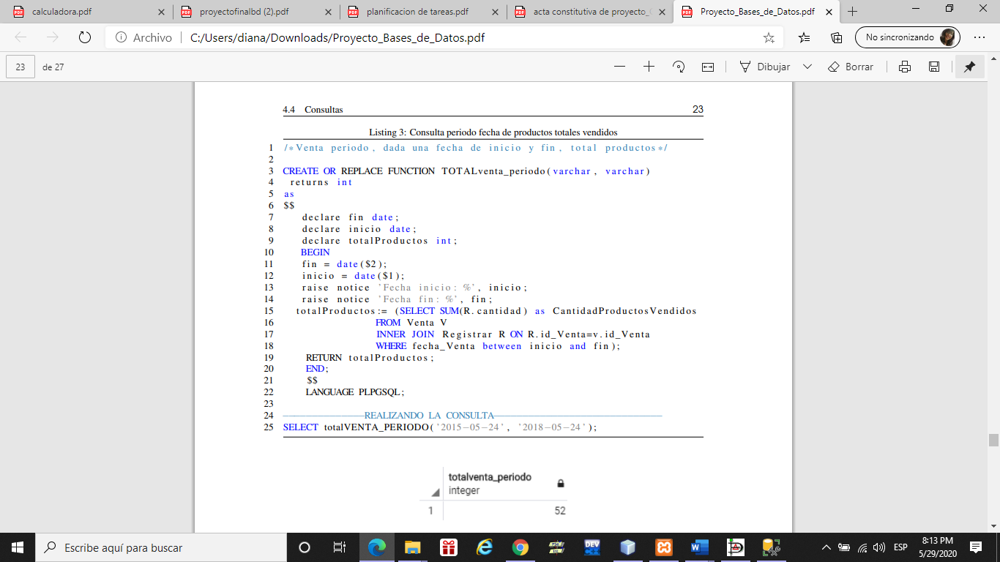 calculadora.pdf
proyectofinalbd (2).pdf
planificacion de tareas.pdf
acta constitutiva de proyecto_
Proyecto_Bases_de_Datos.pdf
Archivo
C:/Users/diana/Downloads/Proyecto_Bases_de_Datos.pdf
No sincronizando
23 de 27
Dibujar
Borrar
4.4 Consultas 23
Listing 3: Consulta periodo fecha de productos totales vendidos
1 /*Venta periodo, dada una fecha de inicio y fin, total productos*/
2
3 CREATE OR REPLACE FUNCTION TOTALventa_periodo(varchar, varchar)
4 returns int
5 as
6 $$
7 declare fin date;
8 declare inicio date;
9 declare totalProductos int;
10 BEGIN
11 fin = date($2);
12 inicio = date($1);
13 raise notice 'Fecha inicio: %', inicio;
14 raise notice 'Fecha fin: %', fin;
15 totalProductos:= (SELECT SUM(R.cantidad) as CantidadProductosVendidos
16 FROM Venta V
17 INNER JOIN Registrar R ON R.id_Venta=v.id_Venta
18 WHERE fecha_Venta between inicio and fin);
19 RETURN totalProductos;
20 END;
21 $$
22 LANGUAGE PLPGSQL;
23
24 ————————REALIZANDO LA CONSULTA————————————————
25 SELECT totalVENTA_PERIODO('2015−05−24', '2018−05−24');
totalventa_periodo
integer
1 52
Escribe aquí para buscar
DEV
ESP
8:13 PM
5/29/2020